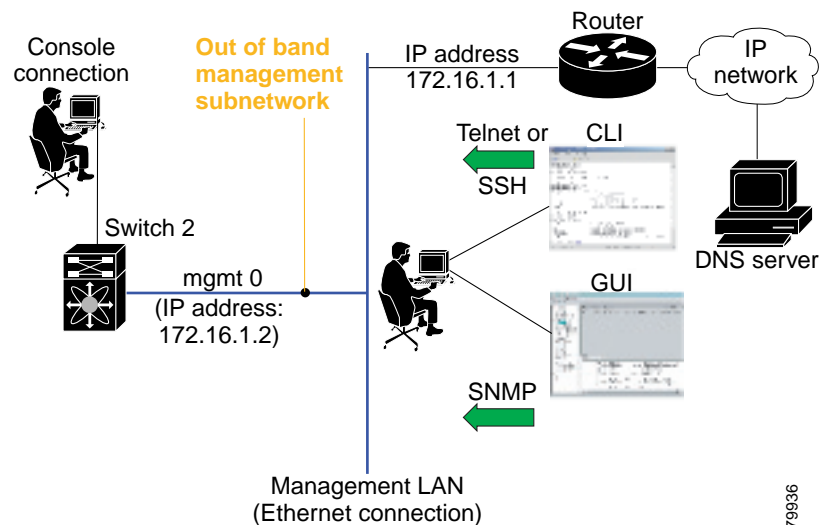 Console
connection
Out of band
management
subnetwork
IP address
172.16.1.1
Router
IP
network
Telnet or
SSH
CLI
DNS server
Switch 2
mgmt 0
(IP address:
172.16.1.2)
GUI
SNMP
Management LAN
(Ethernet connection)
79936